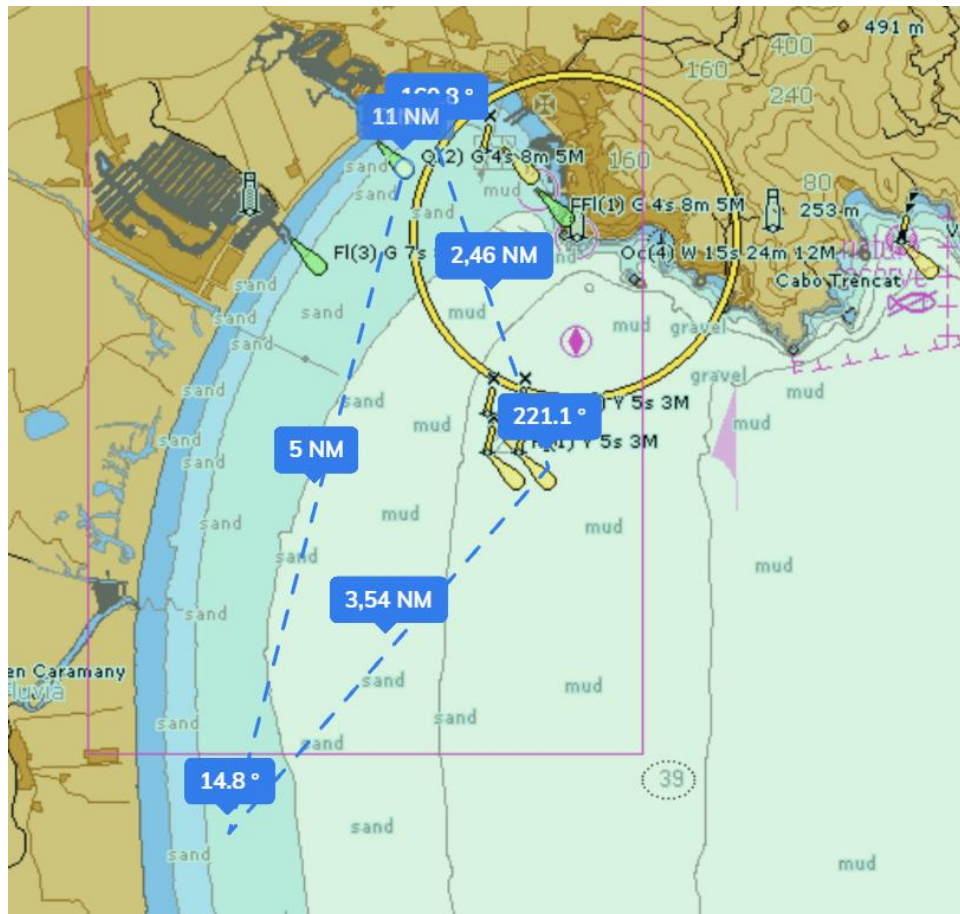 491 m
400
160
240
160.8 °
11 NM
Q(2) G 4s 8m 5M
160
sand
mud
80
FFl(1) G 4s 8m 5M
253 m
sand
sand
Fl(3) G 7s
2,46 NM
Oc(4) W 15s 24m 12M
Cabo Trencat
sand
sand
mud
mud
gravel
sand
sand
gravel
mud
sand
mud
221.1 °
Y 5s 3M
mud
sand
5 NM
Y 5s 3M
sand
mud
mud
sand
sand
mud
3,54 NM
sand
en Caramany
luvià
sand
mud
sand
sand
sand
14.8 °
39
sand
sand
mud